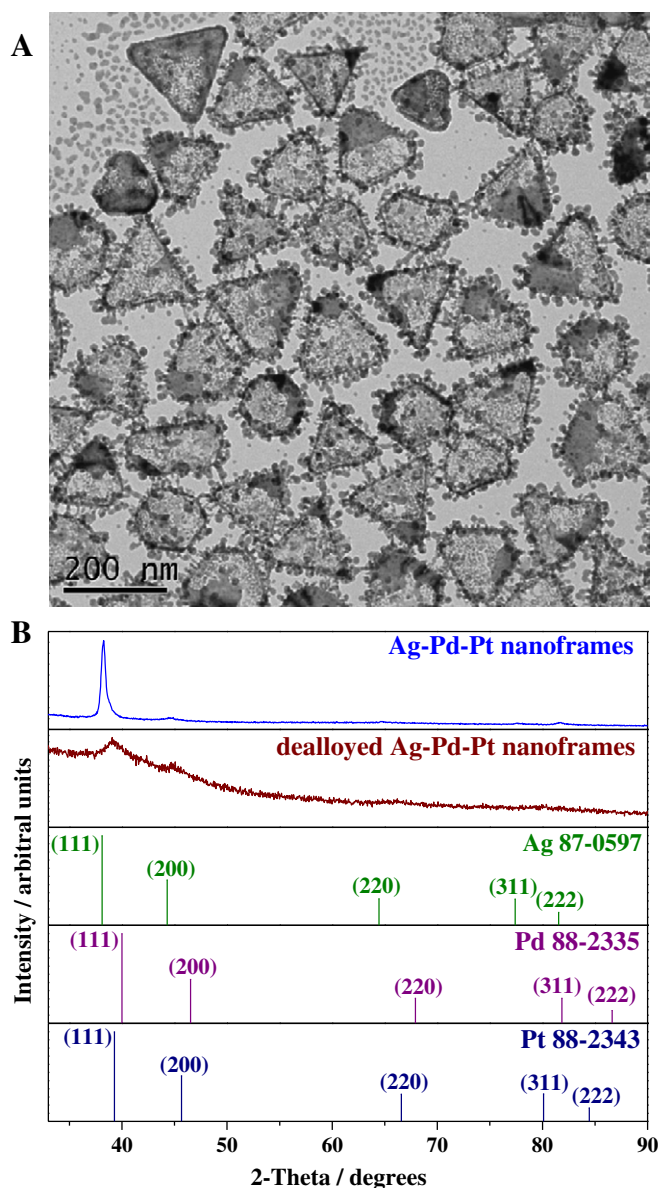 A
200 nm
B
Ag-Pd-Pt nanoframes
dealloyed Ag-Pd-Pt nanoframes
Ag 87-0597
(111)
(200)
(220)
(311)
(222)
Pd 88-2335
(111)
(200)
(220)
(311)
(222)
Pt 88-2343
(111)
(200)
(220)
(311)
(222)
Intensity / arbitral units
40 50 60 70 80 90
2-Theta / degrees